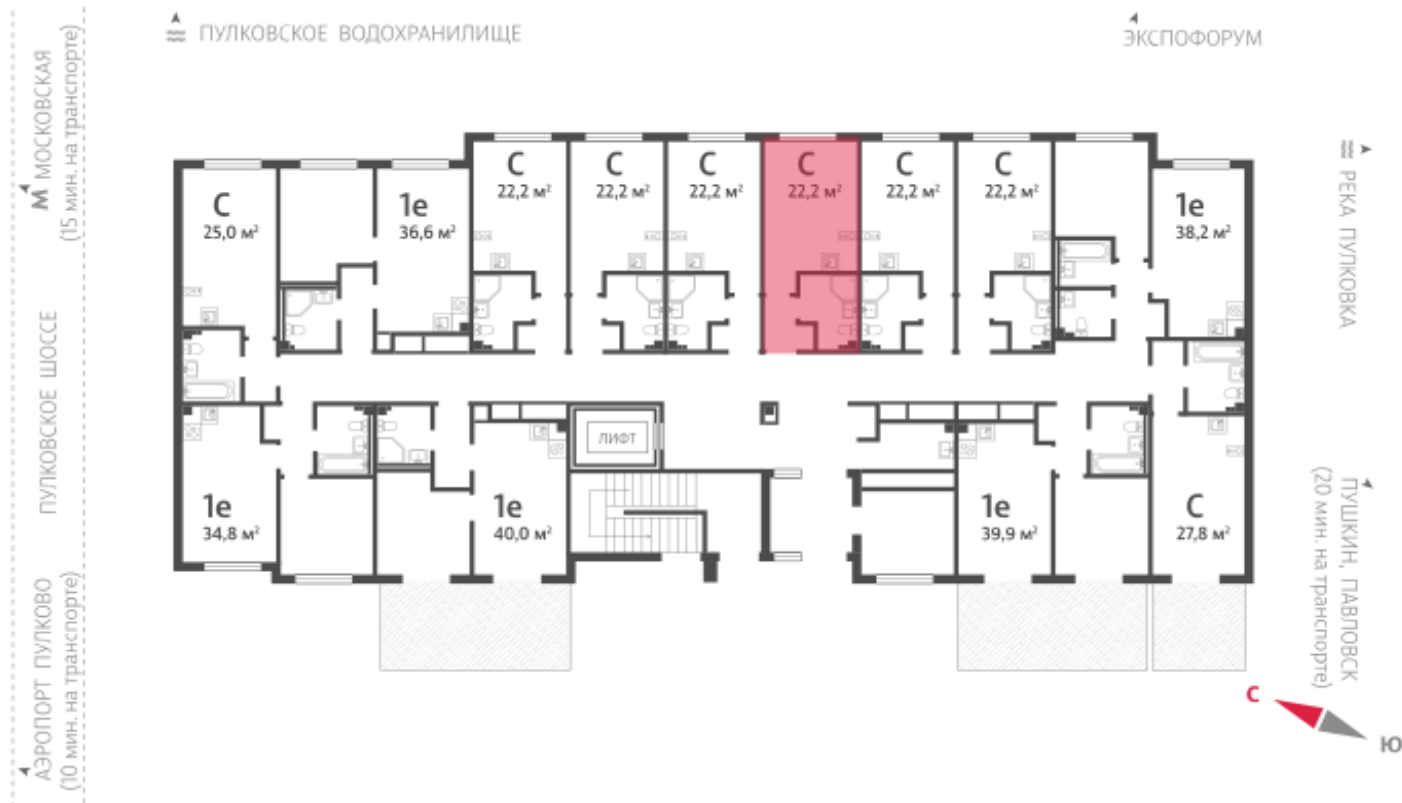 ПУЛКОВСКОЕ ВОДОХРАНИЛИЩЕ
ЭКСПОФОРУМ
М МОСКОВСКАЯ
(15 мин. на транспорте)
ПУЛКОВСКОЕ ШОССЕ
АЭРОПОРТ ПУЛКОВО
(10 мин. на транспорте)
С
25,0 м²
1е
36,6 м²
С
22,2 м²
С
22,2 м²
С
22,2 м²
С
22,2 м²
С
22,2 м²
С
22,2 м²
1е
38,2 м²
РЕКА ПУЛКОВКА
ЛИФТ
1е
34,8 м²
1е
40,0 м²
1е
39,9 м²
С
27,8 м²
ПУШКИН, ПАВЛОВСК
(20 мин. на транспорте)
С
Ю